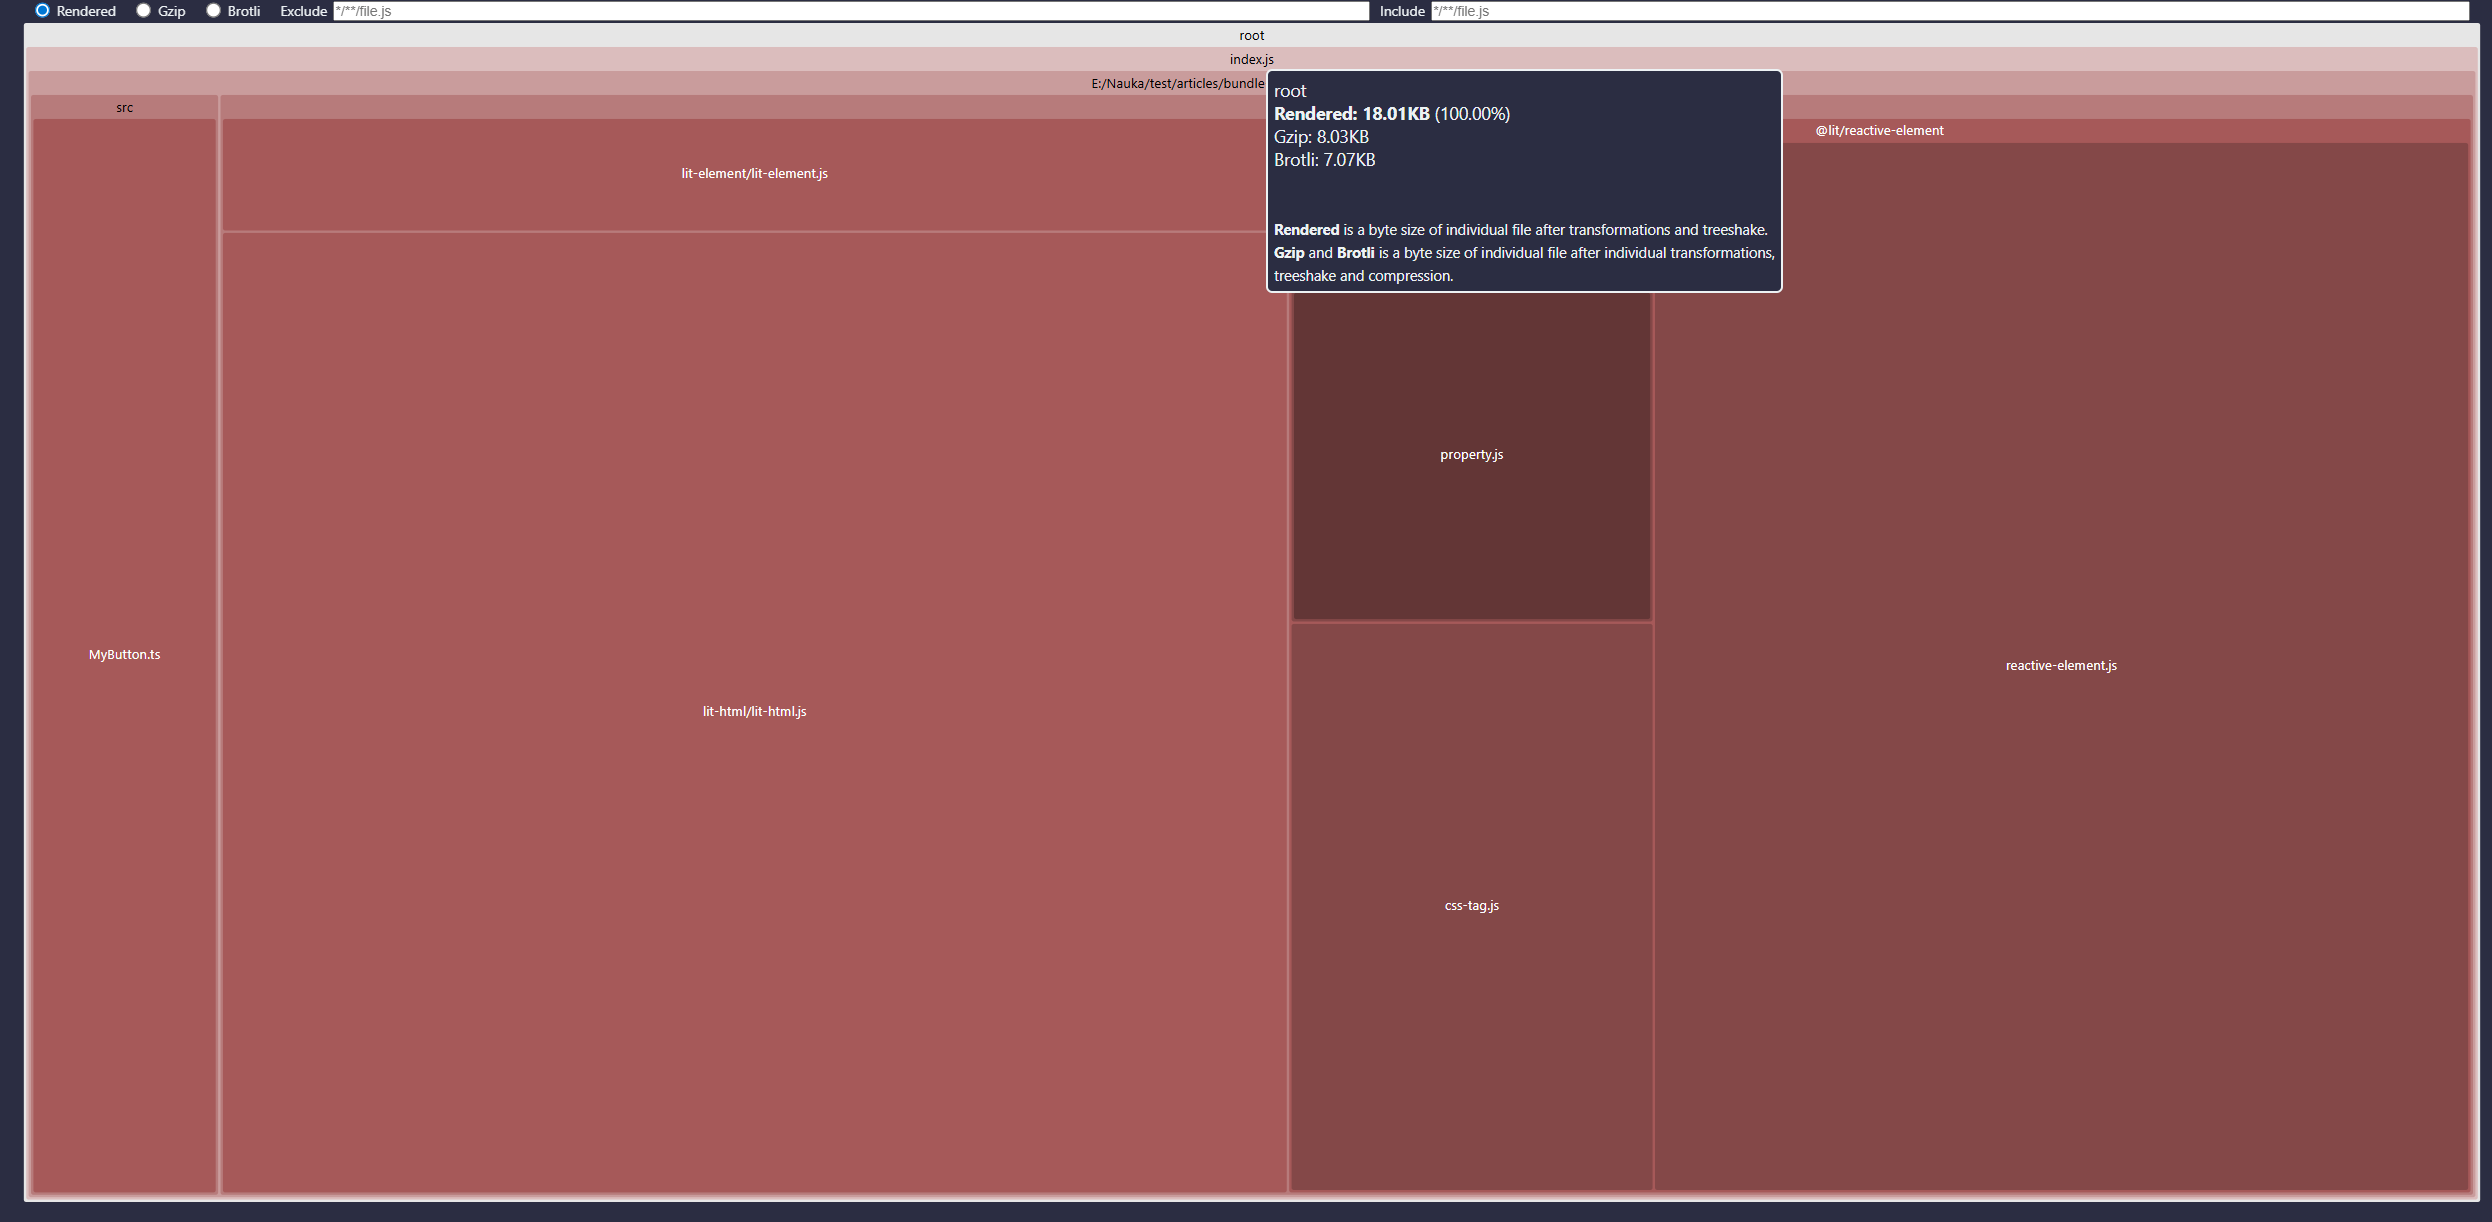 Rendered Gzip Brotli Exclude */**/file.js Include */**/file.js
root
index.js
E:/Nauka/test/articles/bundle
src
root
Rendered: 18.01KB (100.00%)
Gzip: 8.03KB
Brotli: 7.07KB
Rendered is a byte size of individual file after transformations and treeshake.
Gzip and Brotli is a byte size of individual file after individual transformations,
treeshake and compression.
@lit/reactive-element
lit-element/lit-element.js
property.js
MyButton.ts
reactive-element.js
lit-html/lit-html.js
css-tag.js